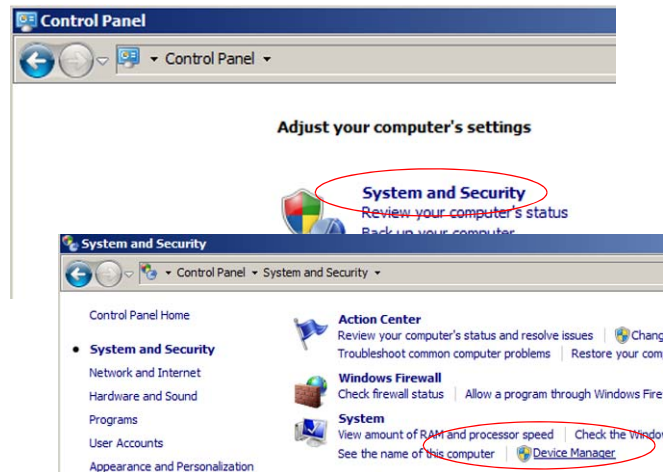 Control Panel
Control Panel
Adjust your computer's settings
System and Security
Review your computer's status
Back up your computer
System and Security
Control Panel System and Security
Control Panel Home
System and Security
Network and Internet
Hardware and Sound
Programs
User Accounts
Appearance and Personalization
Action Center
Review your computer's status and resolve issues
Troubleshoot common computer problems Restore your
Windows Firewall
Check firewall status Allow a program through Windows
System
View amount of RAM and processor speed Check the
See the name of this computer Device Manager